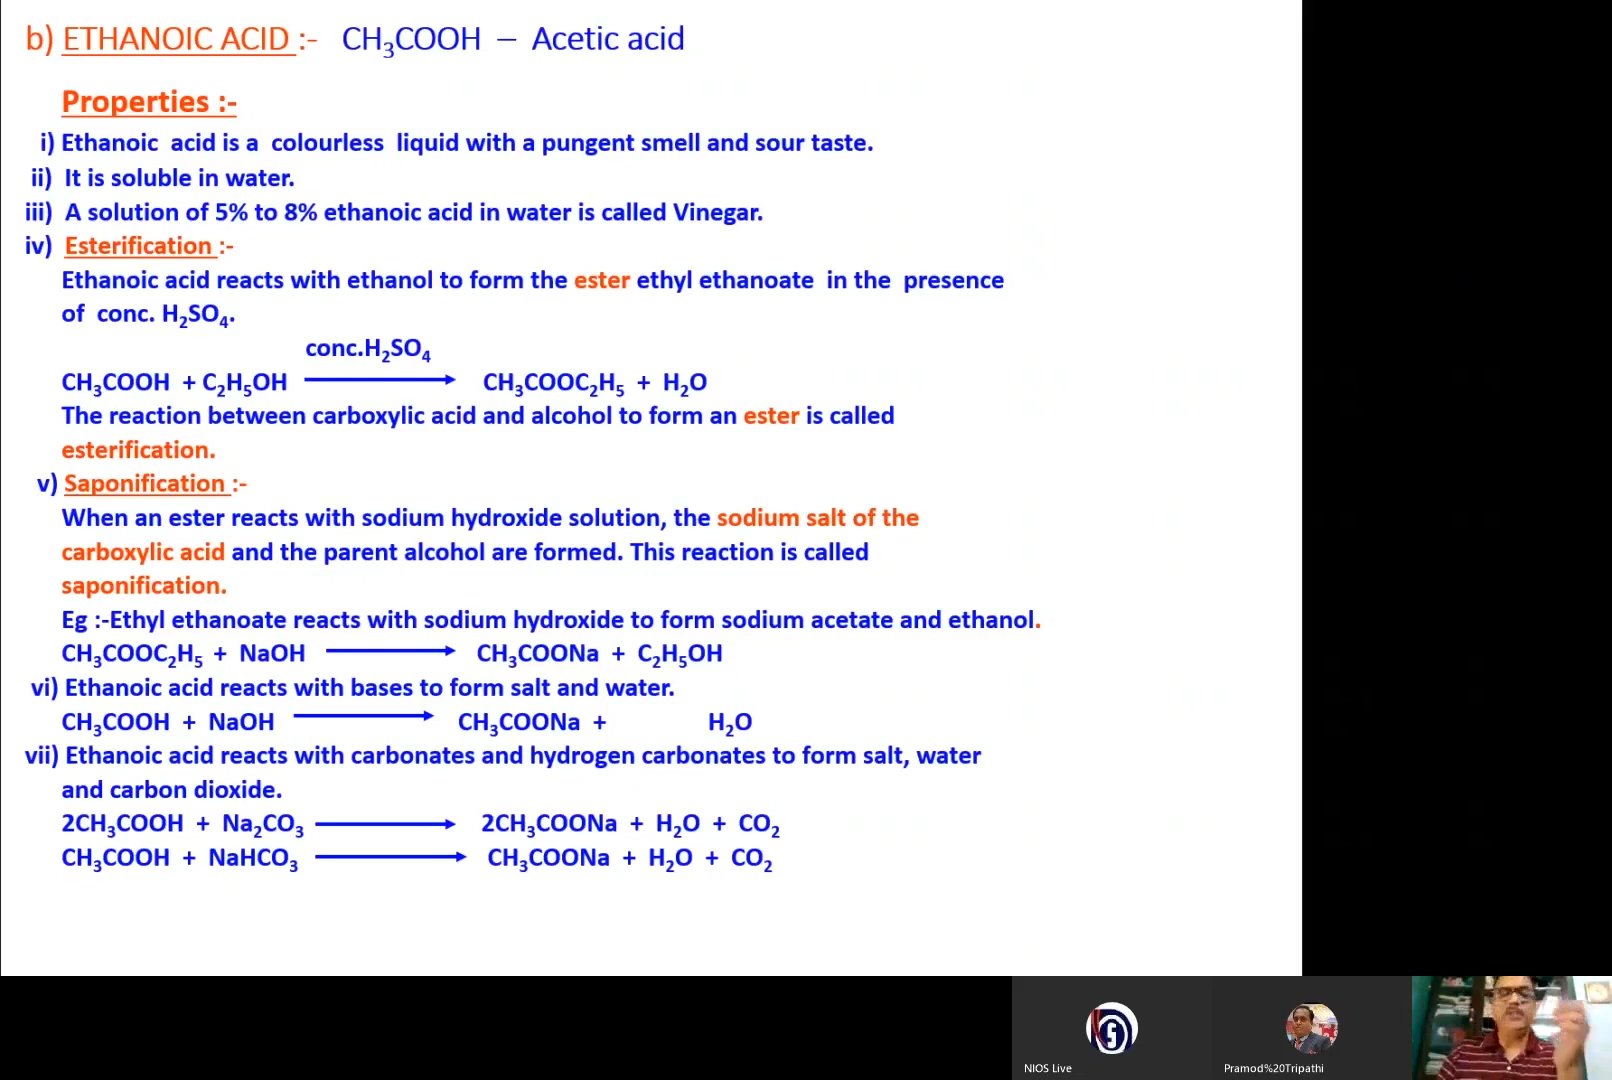 b) ETHANOIC ACID :- CH₃COOH – Acetic acid
Properties :-
i) Ethanoic acid is a colourless liquid with a pungent smell and sour taste.
ii) It is soluble in water.
iii) A solution of 5% to 8% ethanoic acid in water is called Vinegar.
iv) Esterification :-
Ethanoic acid reacts with ethanol to form the ester ethyl ethanoate in the presence
of conc. H₂SO₄.
conc.H₂SO₄
CH₃COOH + C₂H₅OH ⟶ CH₃COOC₂H₅ + H₂O
The reaction between carboxylic acid and alcohol to form an ester is called
esterification.
v) Saponification :-
When an ester reacts with sodium hydroxide solution, the sodium salt of the
carboxylic acid and the parent alcohol are formed. This reaction is called
saponification.
Eg :-Ethyl ethanoate reacts with sodium hydroxide to form sodium acetate and ethanol.
CH₃COOC₂H₅ + NaOH ⟶ CH₃COONa + C₂H₅OH
vi) Ethanoic acid reacts with bases to form salt and water.
CH₃COOH + NaOH ⟶ CH₃COONa + H₂O
vii) Ethanoic acid reacts with carbonates and hydrogen carbonates to form salt, water
and carbon dioxide.
2CH₃COOH + Na₂CO₃ ⟶ 2CH₃COONa + H₂O + CO₂
CH₃COOH + NaHCO₃ ⟶ CH₃COONa + H₂O + CO₂
NIOS Live
Pramod%20Tripathi